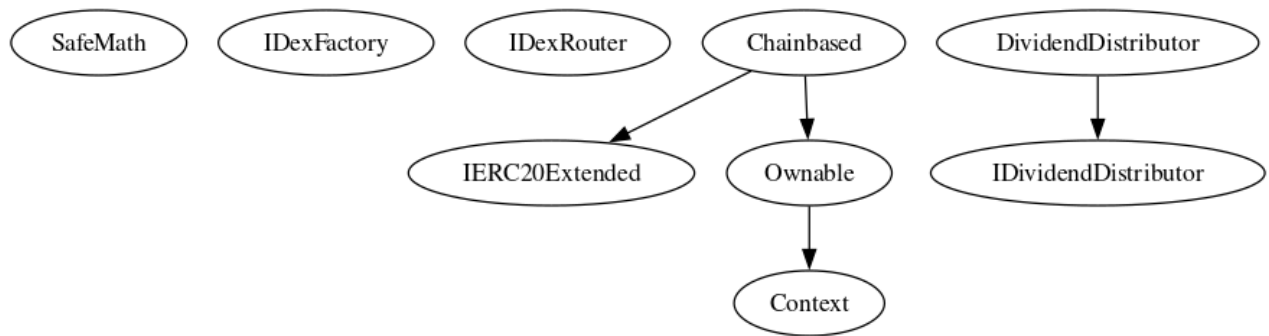 SafeMath
IDexFactory
IDexRouter
Chainbased
DividendDistributor
IERC20Extended
Ownable
IDividendDistributor
Context